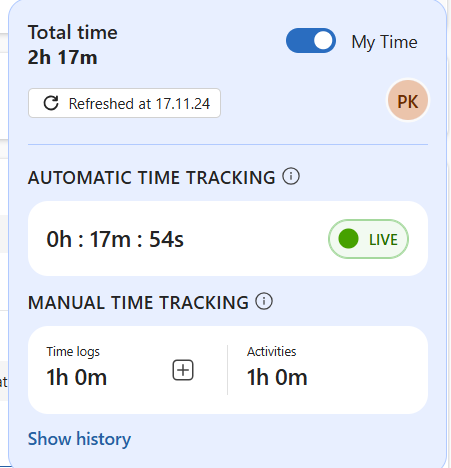 Total time
2h 17m
My Time
Refreshed at 17.11.24
PK
AUTOMATIC TIME TRACKING
0h : 17m : 54s
LIVE
MANUAL TIME TRACKING
Time logs
1h 0m
Activities
1h 0m
Show history
at